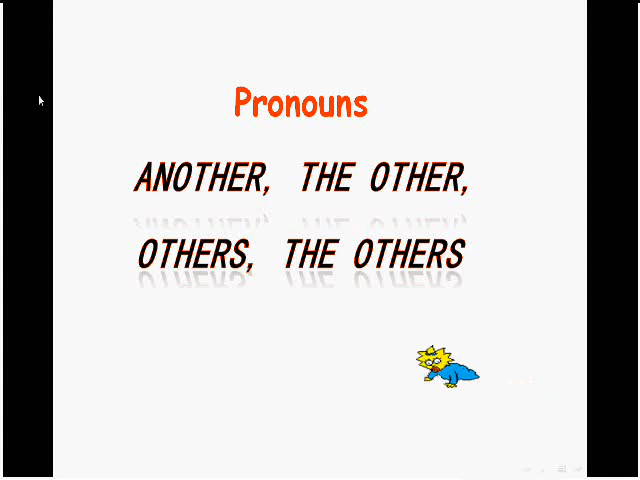 Pronouns
ANOTHER, THE OTHER,
OTHERS, THE OTHERS